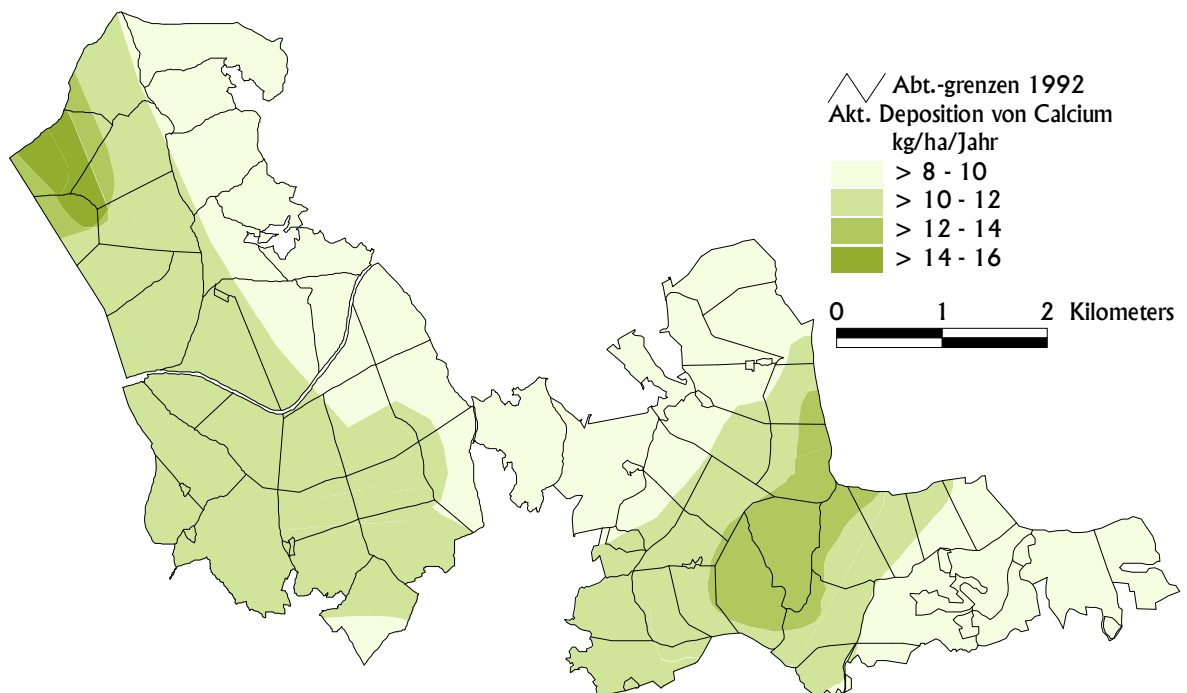 Abt.-grenzen 1992
Akt. Deposition von Calcium
kg/ha/Jahr
> 8 - 10
> 10 - 12
> 12 - 14
> 14 - 16
0 1 2 Kilometers